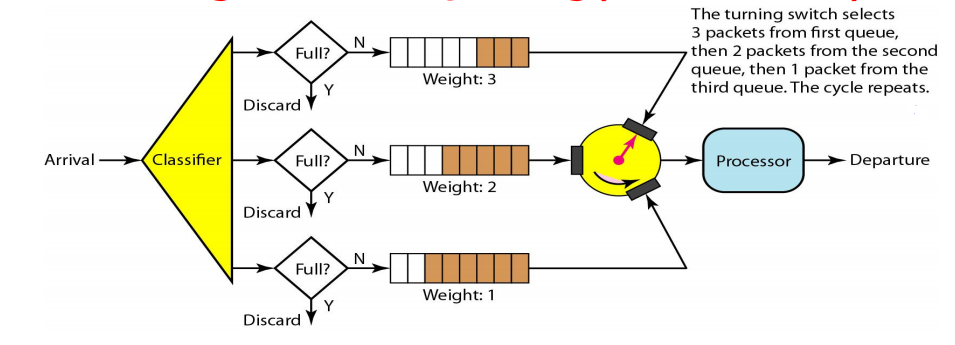 The turning switch selects
3 packets from first queue,
then 2 packets from the second
queue, then 1 packet from the
third queue. The cycle repeats.
Full?
N
Weight: 3
Y
Discard
Arrival
Classifier
Full?
N
Weight: 2
Y
Discard
Processor
Departure
Full?
N
Weight: 1
Y
Discard